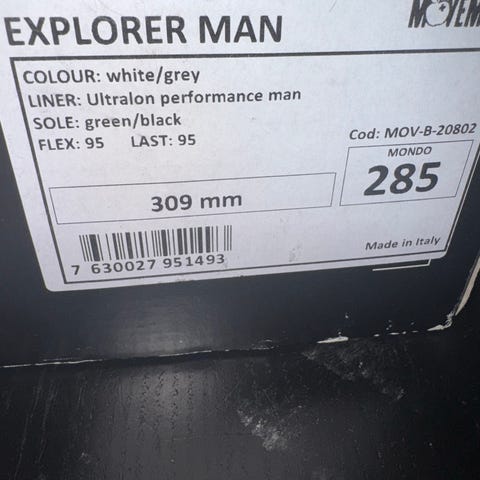 EXPLORER MAN
COLOUR: white/grey
LINER: Ultralon performance man
SOLE: green/black
FLEX: 95 LAST: 95
Cod: MOV-B-20802
MONDO
285
309 mm
Made in Italy
7 630027 951493